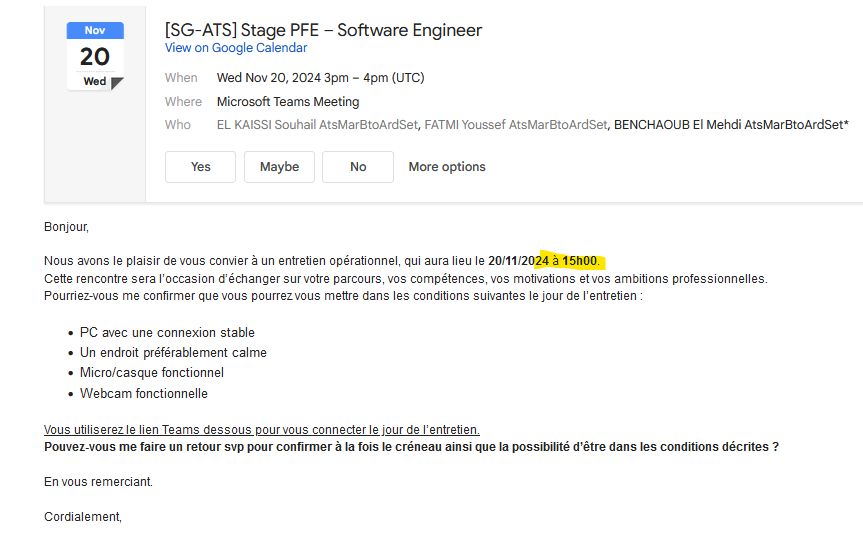 Nov
20
Wed
[SG-ATS] Stage PFE – Software Engineer
View on Google Calendar
When Wed Nov 20, 2024 3pm – 4pm (UTC)
Where Microsoft Teams Meeting
Who EL KAISSI Souhail AtsMarBtoArdSet, FATMI Youssef AtsMarBtoArdSet, BENCHAOUB El Mehdi AtsMarBtoArdSet*
Yes Maybe No More options
Bonjour,
Nous avons le plaisir de vous convier à un entretien opérationnel, qui aura lieu le 20/11/2024 à 15h00.
Cette rencontre sera l'occasion d'échanger sur votre parcours, vos compétences, vos motivations et vos ambitions professionnelles.
Pourriez-vous me confirmer que vous pourrez vous mettre dans les conditions suivantes le jour de l'entretien :
• PC avec une connexion stable
• Un endroit préférablement calme
• Micro/casque fonctionnel
• Webcam fonctionnelle
Vous utiliserez le lien Teams dessous pour vous connecter le jour de l'entretien.
Pouvez-vous me faire un retour svp pour confirmer à la fois le créneau ainsi que la possibilité d'être dans les conditions décrites ?
En vous remerciant.
Cordialement,